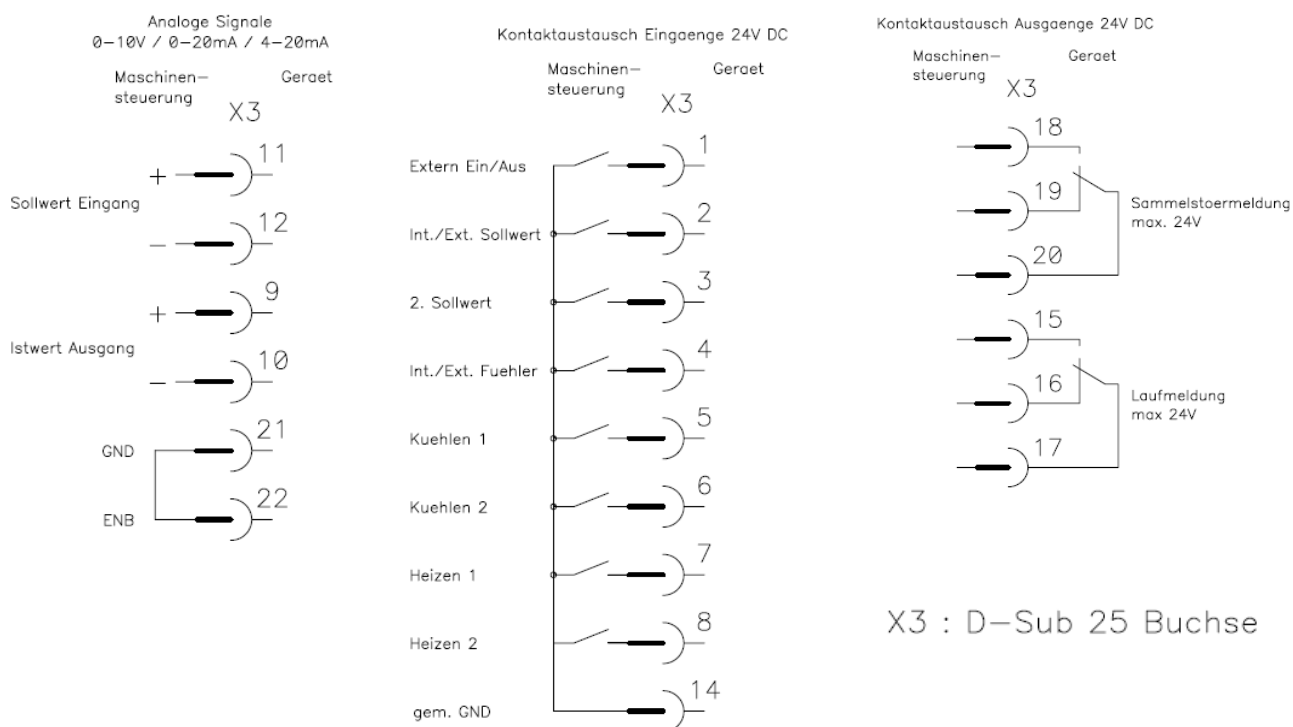 Analoge Signale
0-10V / 0-20mA / 4-20mA
Maschinen-
steuerung
Geraet
X3
11
+
Sollwert Eingang
12
-
9
+
Istwert Ausgang
10
-
21
GND
22
ENB
Kontaktaustausch Eingaenge 24V DC
Maschinen-
steuerung
Geraet
X3
Extern Ein/Aus
1
Int./Ext. Sollwert
2
2. Sollwert
3
Int./Ext. Fuehler
4
Kuehlen 1
5
Kuehlen 2
6
Heizen 1
7
Heizen 2
8
gem. GND
14
Kontaktaustausch Ausgaenge 24V DC
Maschinen-
steuerung
Geraet
X3
18
19
Sammelstoermeldung
max. 24V
20
15
16
Laufmeldung
max 24V
17
X3 : D-Sub 25 Buchse